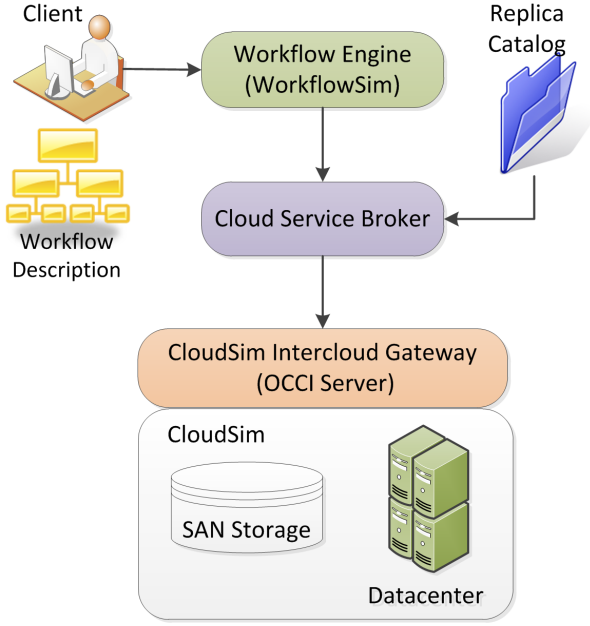 Client
Workflow Engine
(WorkflowSim)
Replica
Catalog
Cloud Service Broker
Workflow
Description
CloudSim Intercloud Gateway
(OCCI Server)
CloudSim
SAN Storage
Datacenter